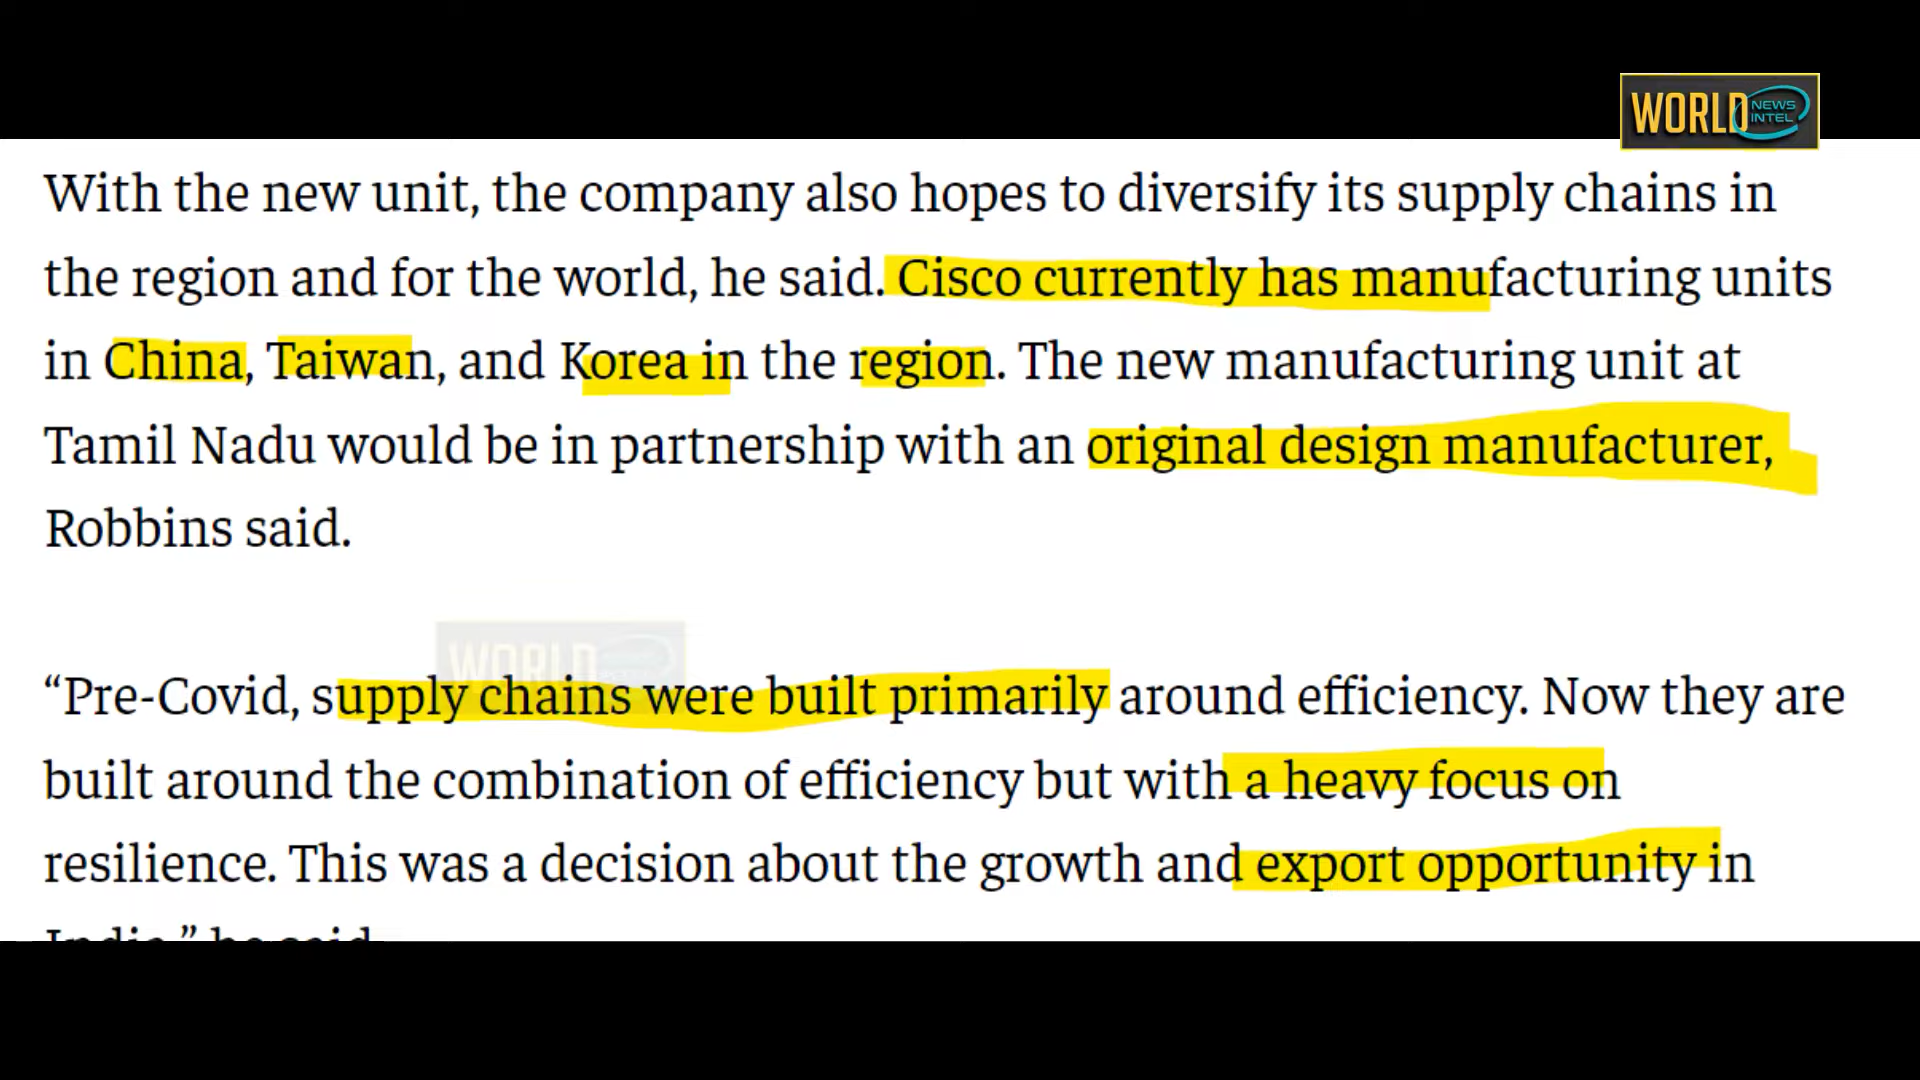 WORLD NEWS INTEL
With the new unit, the company also hopes to diversify its supply chains in
the region and for the world, he said. Cisco currently has manufacturing units
in China, Taiwan, and Korea in the region. The new manufacturing unit at
Tamil Nadu would be in partnership with an original design manufacturer,
Robbins said.
WORLD
“Pre-Covid, supply chains were built primarily around efficiency. Now they are
built around the combination of efficiency but with a heavy focus on
resilience. This was a decision about the growth and export opportunity in
India,” he said.